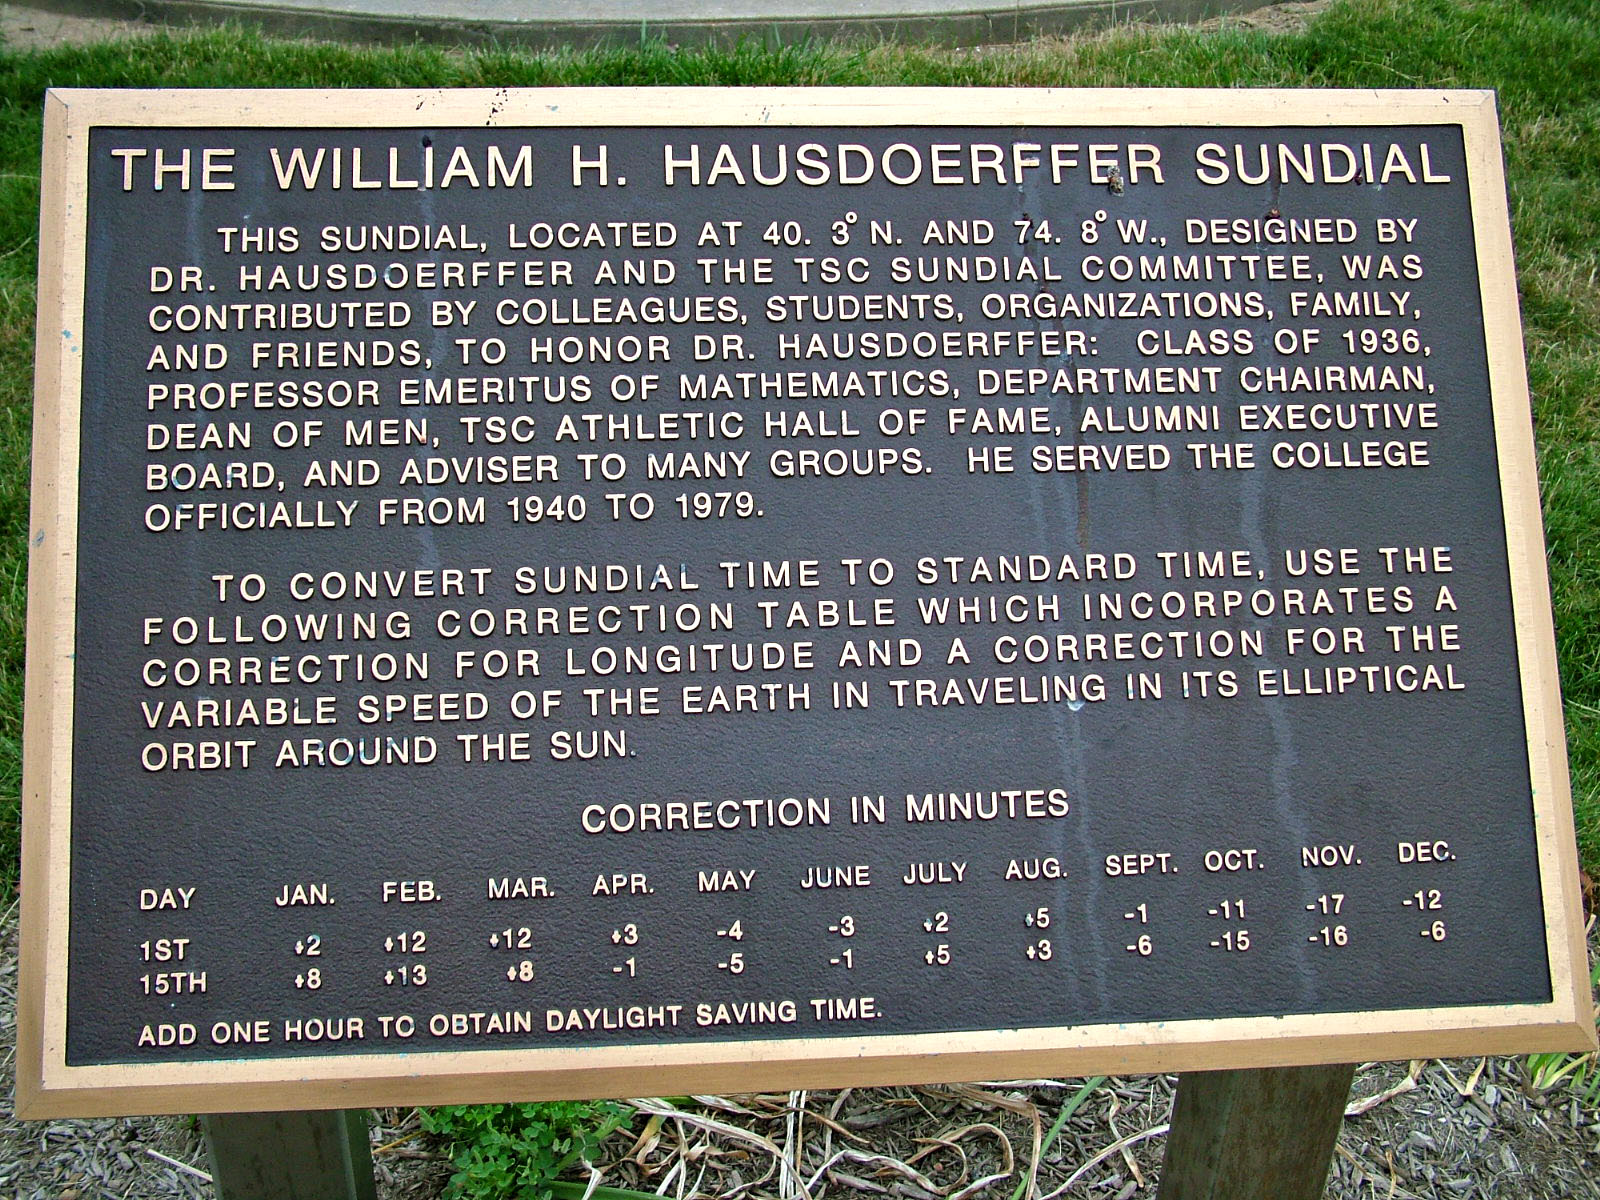 THE WILLIAM H. HAUSDOERFFER SUNDIAL
THIS SUNDIAL, LOCATED AT 40. 3° N. AND 74. 8° W., DESIGNED BY
DR. HAUSDOERFFER AND THE TSC SUNDIAL COMMITTEE, WAS
CONTRIBUTED BY COLLEAGUES, STUDENTS, ORGANIZATIONS, FAMILY,
AND FRIENDS, TO HONOR DR. HAUSDOERFFER: CLASS OF 1936,
PROFESSOR EMERITUS OF MATHEMATICS, DEPARTMENT CHAIRMAN,
DEAN OF MEN, TSC ATHLETIC HALL OF FAME, ALUMNI EXECUTIVE
BOARD, AND ADVISER TO MANY GROUPS. HE SERVED THE COLLEGE
OFFICIALLY FROM 1940 TO 1979.
TO CONVERT SUNDIAL TIME TO STANDARD TIME, USE THE
FOLLOWING CORRECTION TABLE WHICH INCORPORATES A
CORRECTION FOR LONGITUDE AND A CORRECTION FOR THE
VARIABLE SPEED OF THE EARTH IN TRAVELING IN ITS ELLIPTICAL
ORBIT AROUND THE SUN.
CORRECTION IN MINUTES
DAY JAN. FEB. MAR. APR. MAY JUNE JULY AUG. SEPT. OCT. NOV. DEC.
1ST +2 +12 +12 +3 -4 -3 +2 +5 -1 -11 -17 -12
15TH +8 +13 +8 -1 -5 -1 +5 +3 -6 -15 -16 -6
ADD ONE HOUR TO OBTAIN DAYLIGHT SAVING TIME.